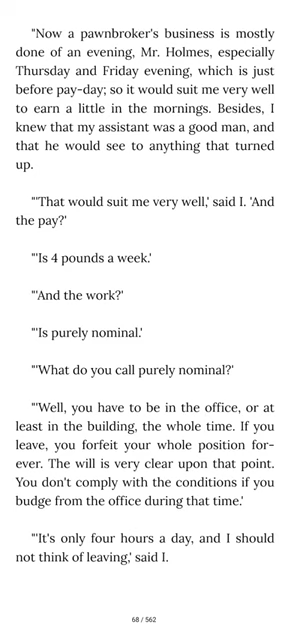 "Now a pawnbroker's business is mostly
done of an evening, Mr. Holmes, especially
Thursday and Friday evening, which is just
before pay-day; so it would suit me very well
to earn a little in the mornings. Besides, I
knew that my assistant was a good man, and
that he would see to anything that turned
up.
"'That would suit me very well,' said I. 'And
the pay?'
"'Is 4 pounds a week.'
"'And the work?'
"'Is purely nominal.'
"'What do you call purely nominal?'
"'Well, you have to be in the office, or at
least in the building, the whole time. If you
leave, you forfeit your whole position for-
ever. The will is very clear upon that point.
You don't comply with the conditions if you
budge from the office during that time.'
"'It's only four hours a day, and I should
not think of leaving,' said I.
68 / 562